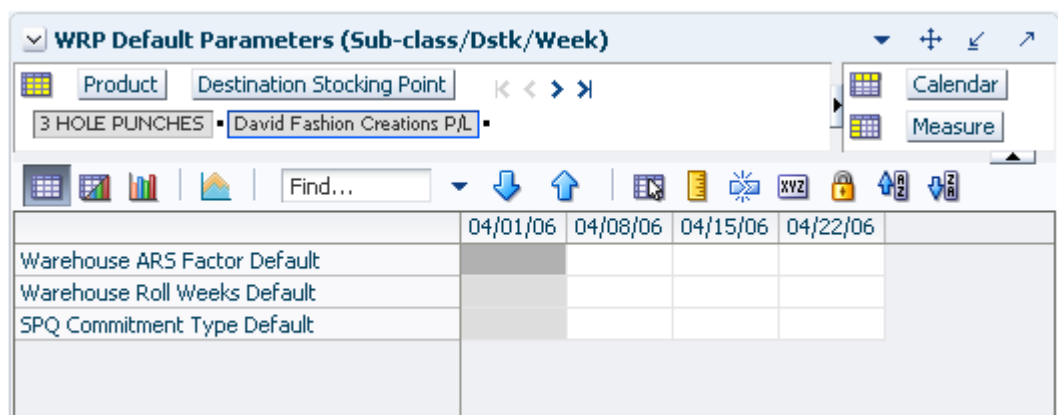 WRP Default Parameters (Sub-class/Dstk/Week)
Product Destination Stocking Point Calendar
3 HOLE PUNCHES David Fashion Creations P/L Measure
Find... XYZ A Z Z A
04/01/06 04/08/06 04/15/06 04/22/06
Warehouse ARS Factor Default
Warehouse Roll Weeks Default
SPQ Commitment Type Default